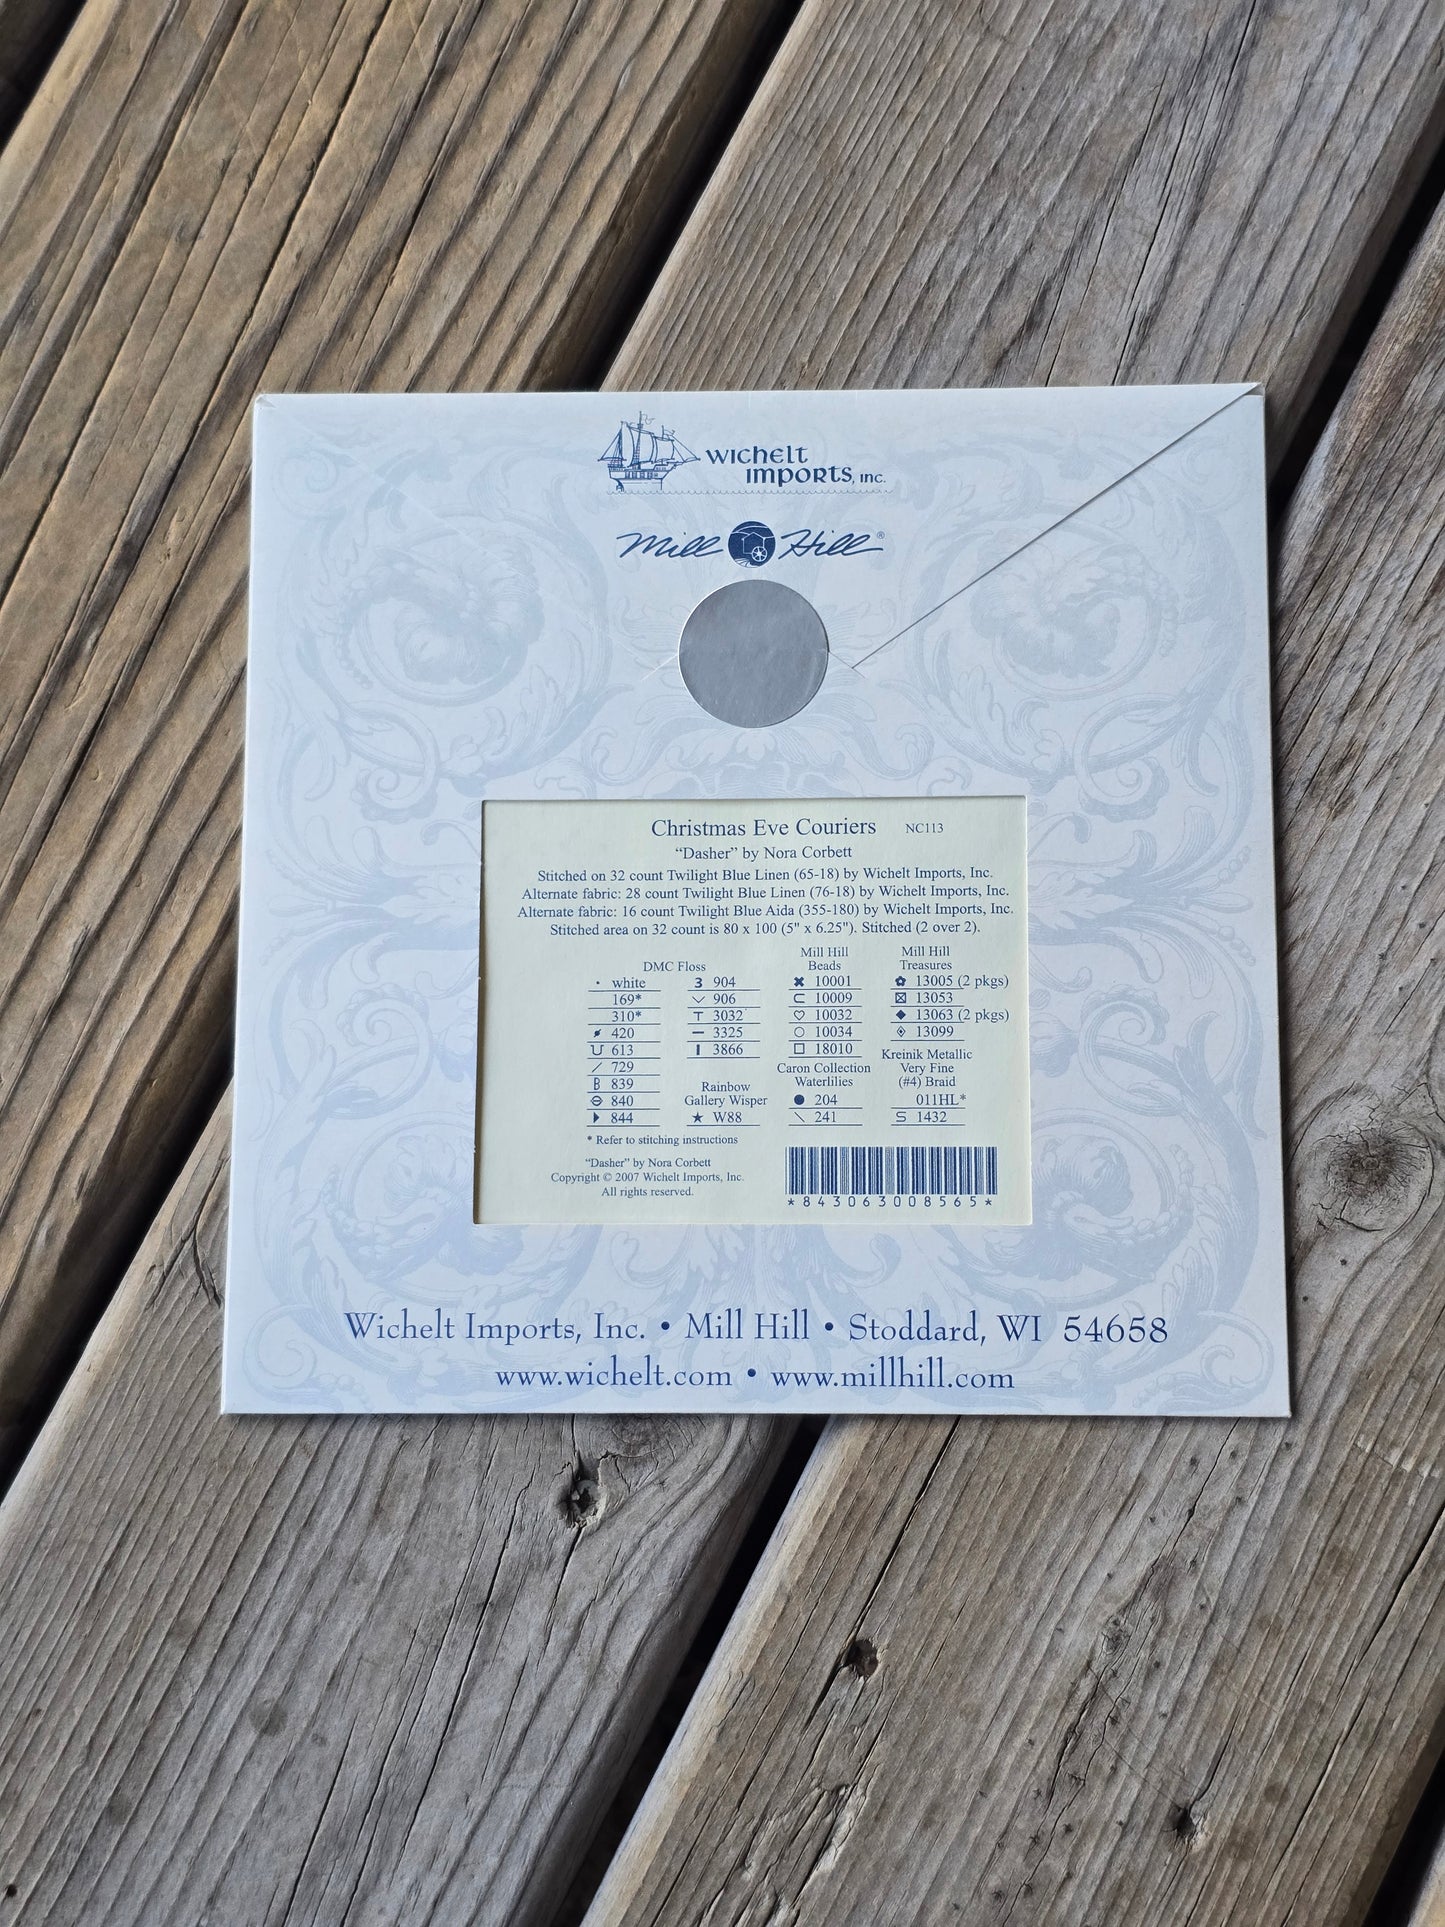 Wichelt
Imports, Inc.
Mill Hill®
Christmas Eve Couriers NC113
"Dasher" by Nora Corbett
Stitched on 32 count Twilight Blue Linen (65-18) by Wichelt Imports, Inc.
Alternate fabric: 28 count Twilight Blue Linen (76-18) by Wichelt Imports, Inc.
Alternate fabric: 16 count Twilight Blue Aida (355-180) by Wichelt Imports, Inc.
Stitched area on 32 count is 80 x 100 (5" x 6.25"). Stitched (2 over 2).
DMC Floss
white
169*
310*
420
613
729
839
840
844
3 904
906
3032
3325
3866
Rainbow
Gallery Wisper
★ W88
Mill Hill
Beads
10001
10009
10032
10034
18010
Caron Collection
Waterlilies
204
241
Mill Hill
Treasures
13005 (2 pkgs)
13053
13063 (2 pkgs)
13099
Kreinik Metallic
Very Fine
(#4) Braid
011HL*
1432
* Refer to stitching instructions
"Dasher" by Nora Corbett
Copyright © 2007 Wichelt Imports, Inc.
All rights reserved.
*843063008565*
Wichelt Imports, Inc. • Mill Hill • Stoddard, WI 54658
www.wichelt.com • www.millhill.com